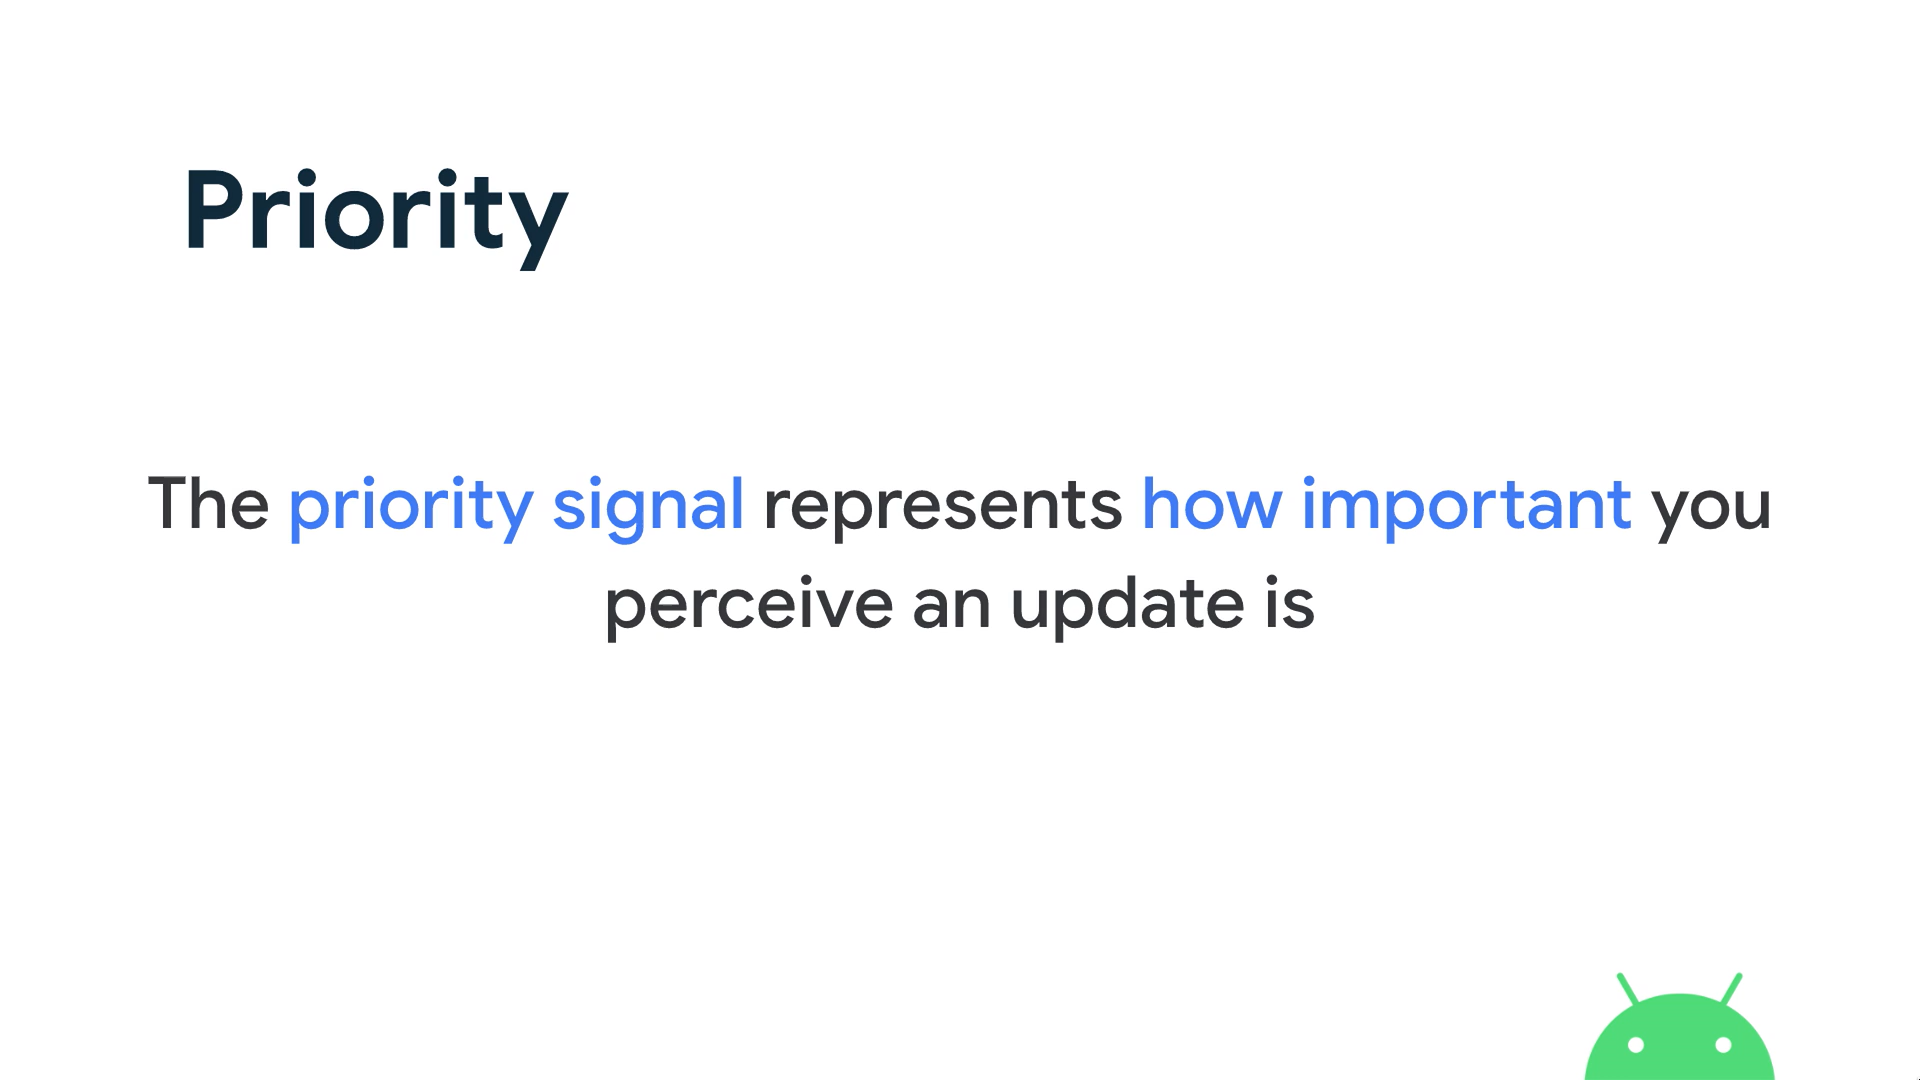 Priority
The priority signal represents how important you
perceive an update is